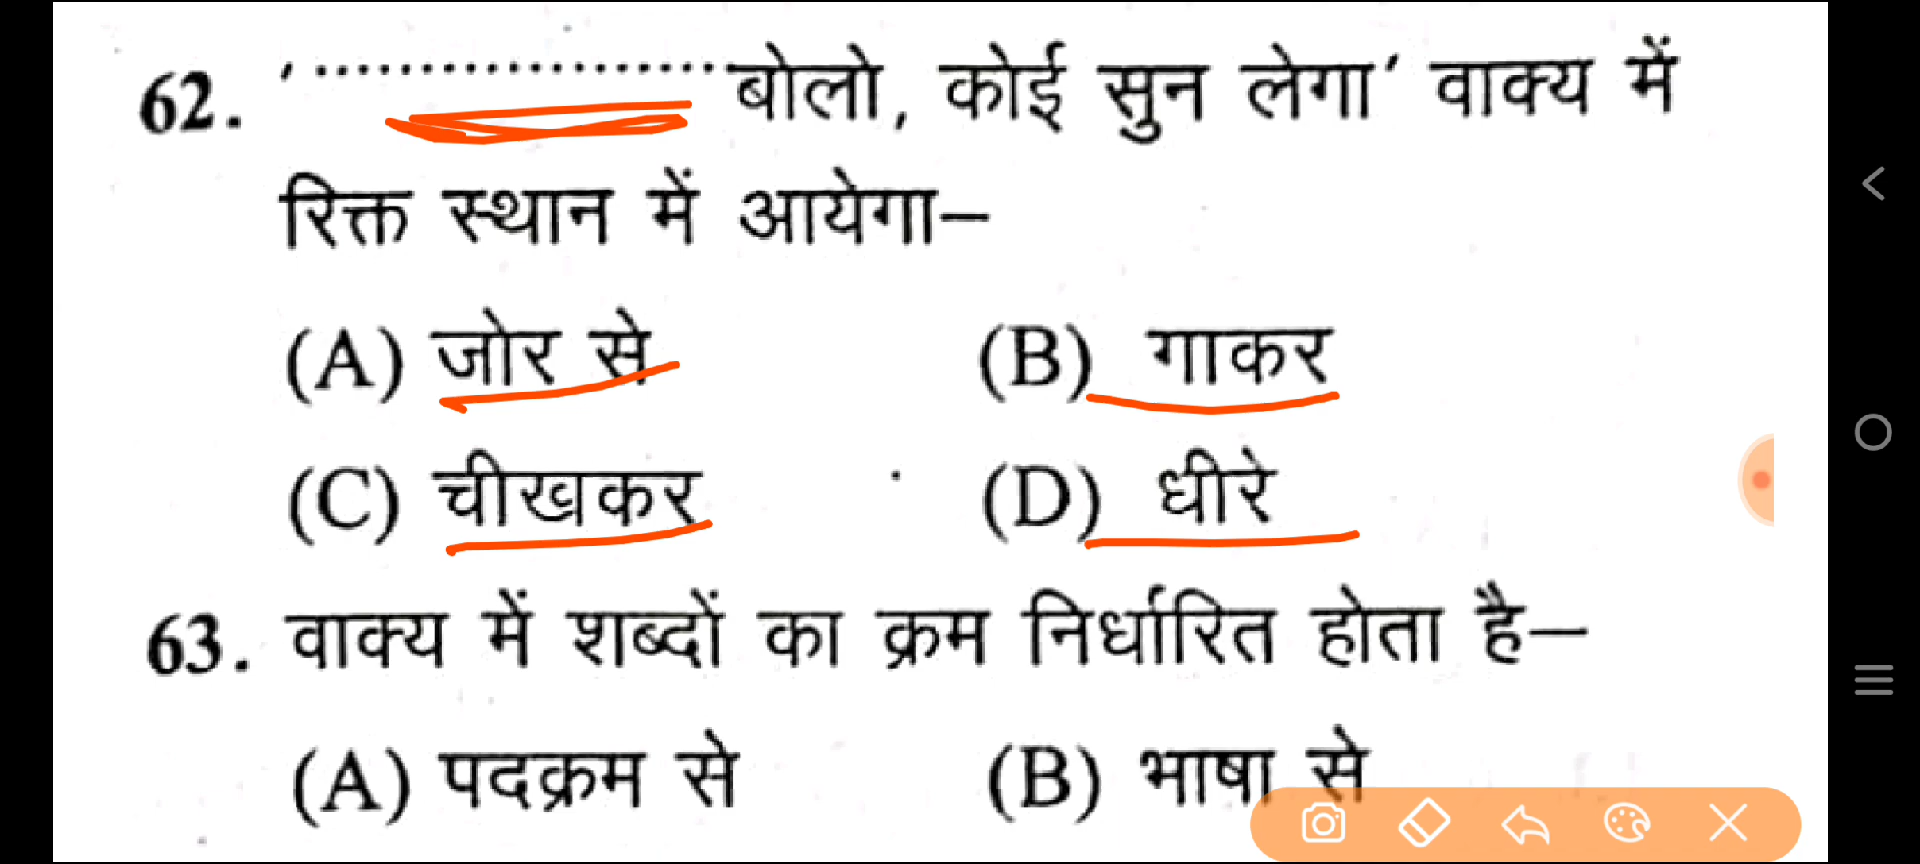 62. '....................बोलो, कोई सुन लेगा' वाक्य में
रिक्त स्थान में आयेगा–
(A) जोर से (B) गाकर
(C) चीखकर (D) धीरे
63. वाक्य में शब्दों का क्रम निर्धारित होता है–
(A) पदक्रम से (B) भाषा से